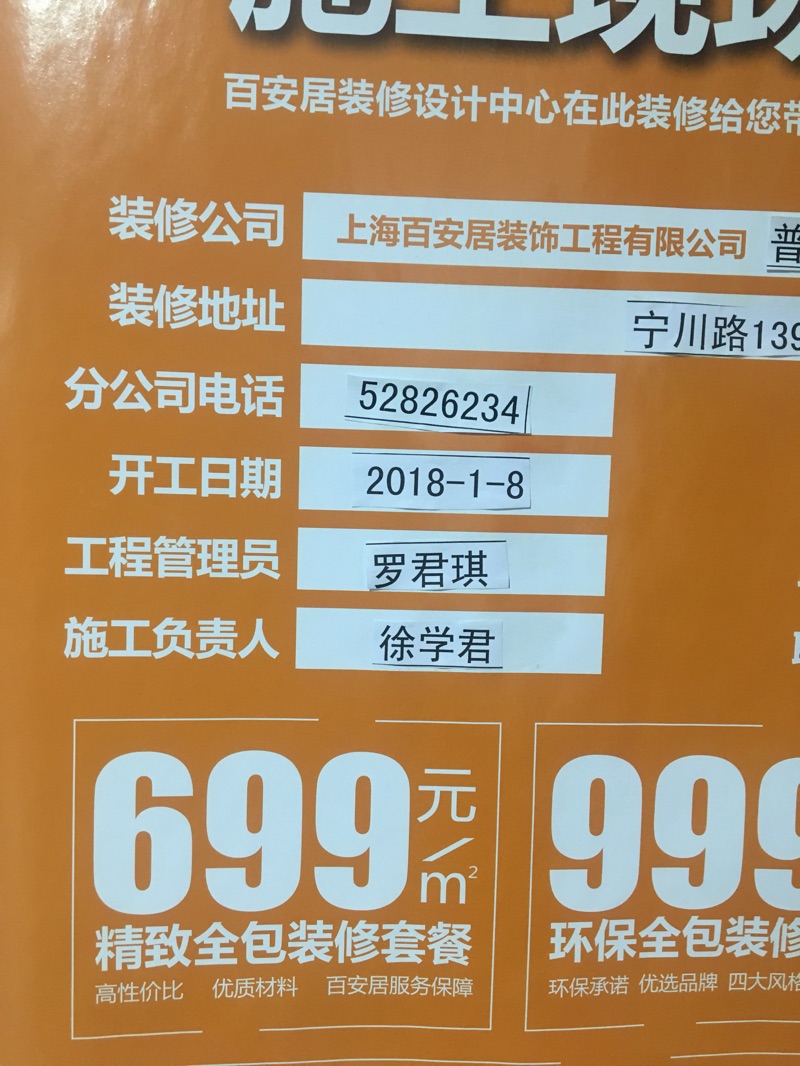 施工现场
百安居装修设计中心在此装修给您带
装修公司 上海百安居装饰工程有限公司 普
装修地址 宁川路139
分公司电话 52826234
开工日期 2018-1-8
工程管理员 罗君琪
施工负责人 徐学君
699元/m²
精致全包装修套餐
高性价比 优质材料 百安居服务保障
999
环保全包装修
环保承诺 优选品牌 四大风格